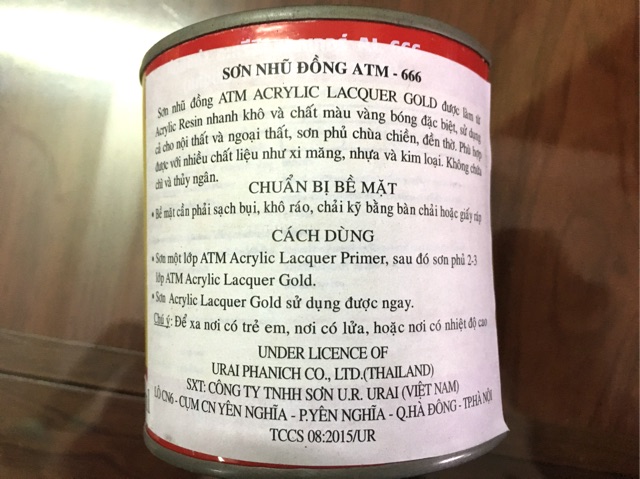 SƠN NHŨ ĐỒNG ATM - 666
Sơn nhũ đồng ATM ACRYLIC LACQUER GOLD được làm từ
Acrylic Resin nhanh khô và chất màu vàng bóng đặc biệt, sử dụng
cả cho nội thất và ngoại thất, sơn phủ chùa chiền, đền thờ. Phù hợp
được với nhiều chất liệu như xi măng, nhựa và kim loại. Không chứa
chì và thủy ngân.
CHUẨN BỊ BỀ MẶT
• Bề mặt cần phải sạch bụi, khô ráo, chải kỹ bằng bàn chải hoặc giấy ráp
CÁCH DÙNG
• Sơn một lớp ATM Acrylic Lacquer Primer, sau đó sơn phủ 2-3
lớp ATM Acrylic Lacquer Gold.
• Sơn Acrylic Lacquer Gold sử dụng được ngay.
Chú ý: Để xa nơi có trẻ em, nơi có lửa, hoặc nơi có nhiệt độ cao
UNDER LICENCE OF
URAI PHANICH CO., LTD.(THAILAND)
SXT: CÔNG TY TNHH SƠN U.R. URAI (VIỆT NAM)
LÔ CN6 - CỤM CN YÊN NGHĨA - P.YÊN NGHĨA - Q.HÀ ĐÔNG - TP.HÀ NỘI
TCCS 08:2015/UR